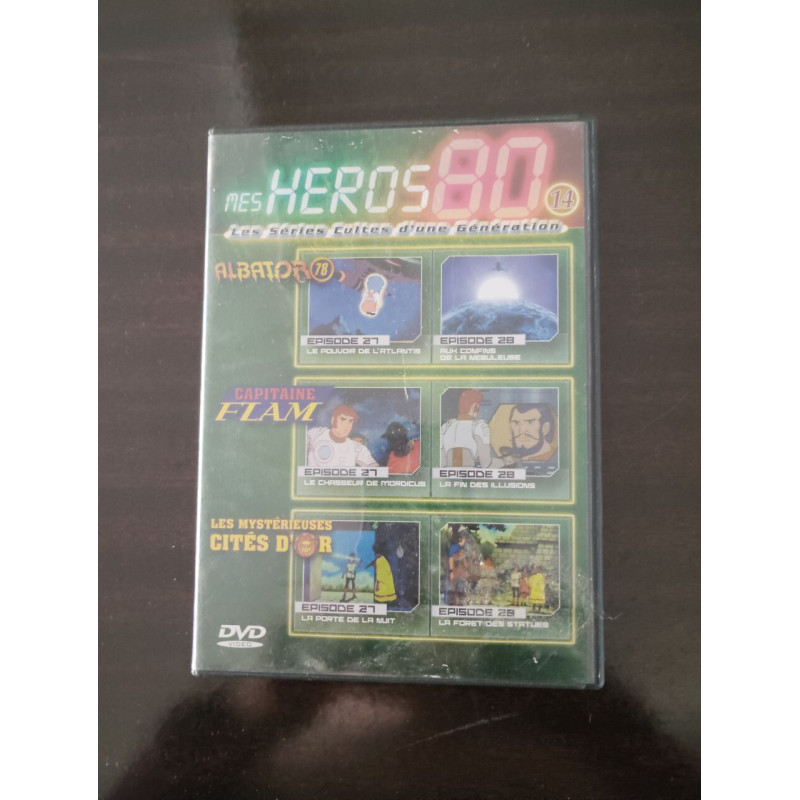 MES HEROS 80
14
Les Séries Cultes d'une Génération
ALBATOR 78
EPISODE 27
LE POUVOIR DE L'ATLANTIS
EPISODE 28
AUX CONFINS
DE LA NEBULEUSE
CAPITAINE
FLAM
EPISODE 27
LE CHASSEUR DE MORDICUS
EPISODE 28
LA FIN DES ILLUSIONS
LES MYSTÉRIEUSES
CITÉS D'OR
EPISODE 27
LA PORTE DE LA NUIT
EPISODE 28
LA FORET DES STATUES
DVD
VIDEO